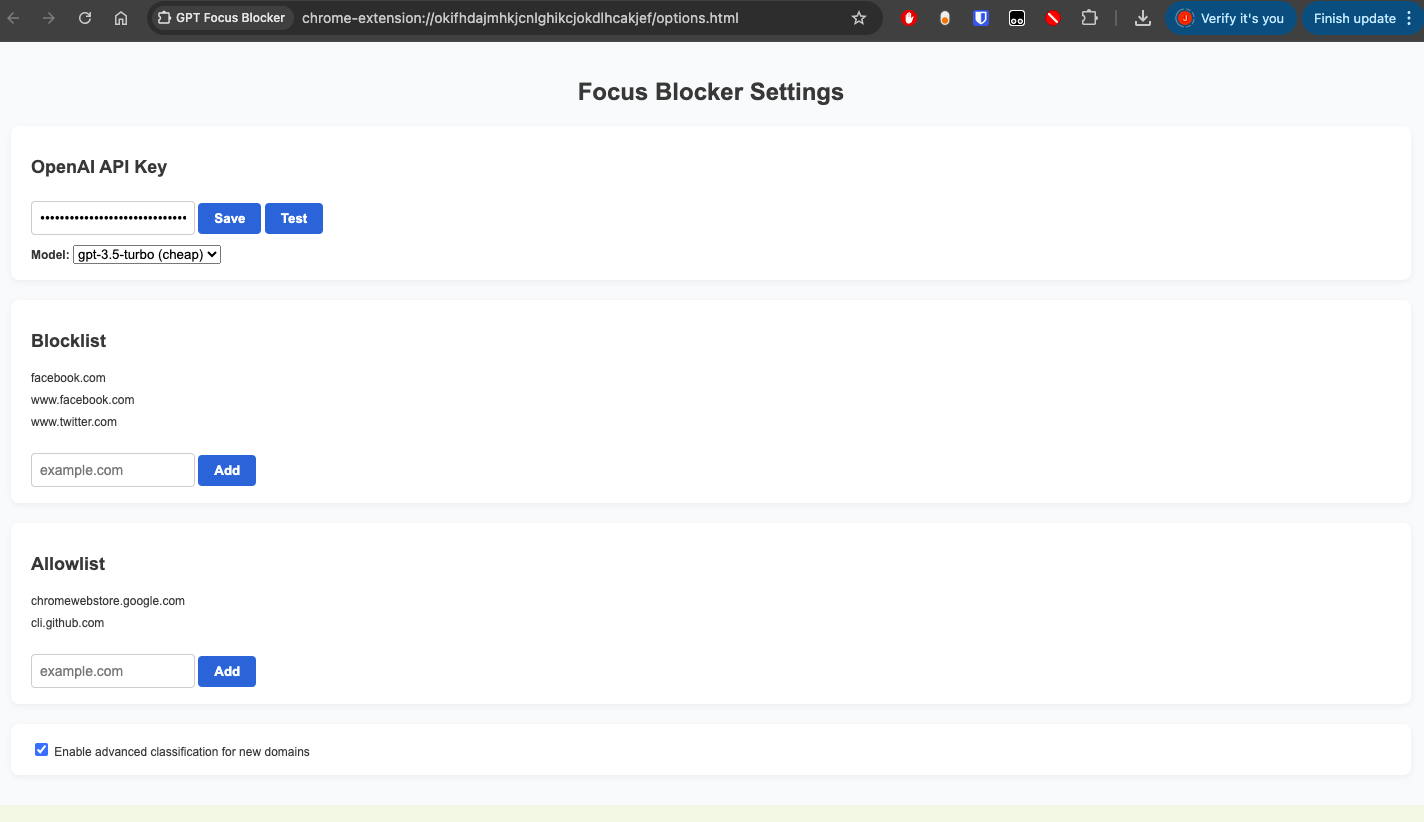 GPT Focus Blocker
chrome-extension://okifhdajmhkjcnlghikcjokdlhcakjef/options.html
J
Verify it's you
Finish update
Focus Blocker Settings
OpenAI API Key
Save
Test
Model: gpt-3.5-turbo (cheap)
Blocklist
facebook.com
www.facebook.com
www.twitter.com
example.com
Add
Allowlist
chromewebstore.google.com
cli.github.com
example.com
Add
Enable advanced classification for new domains